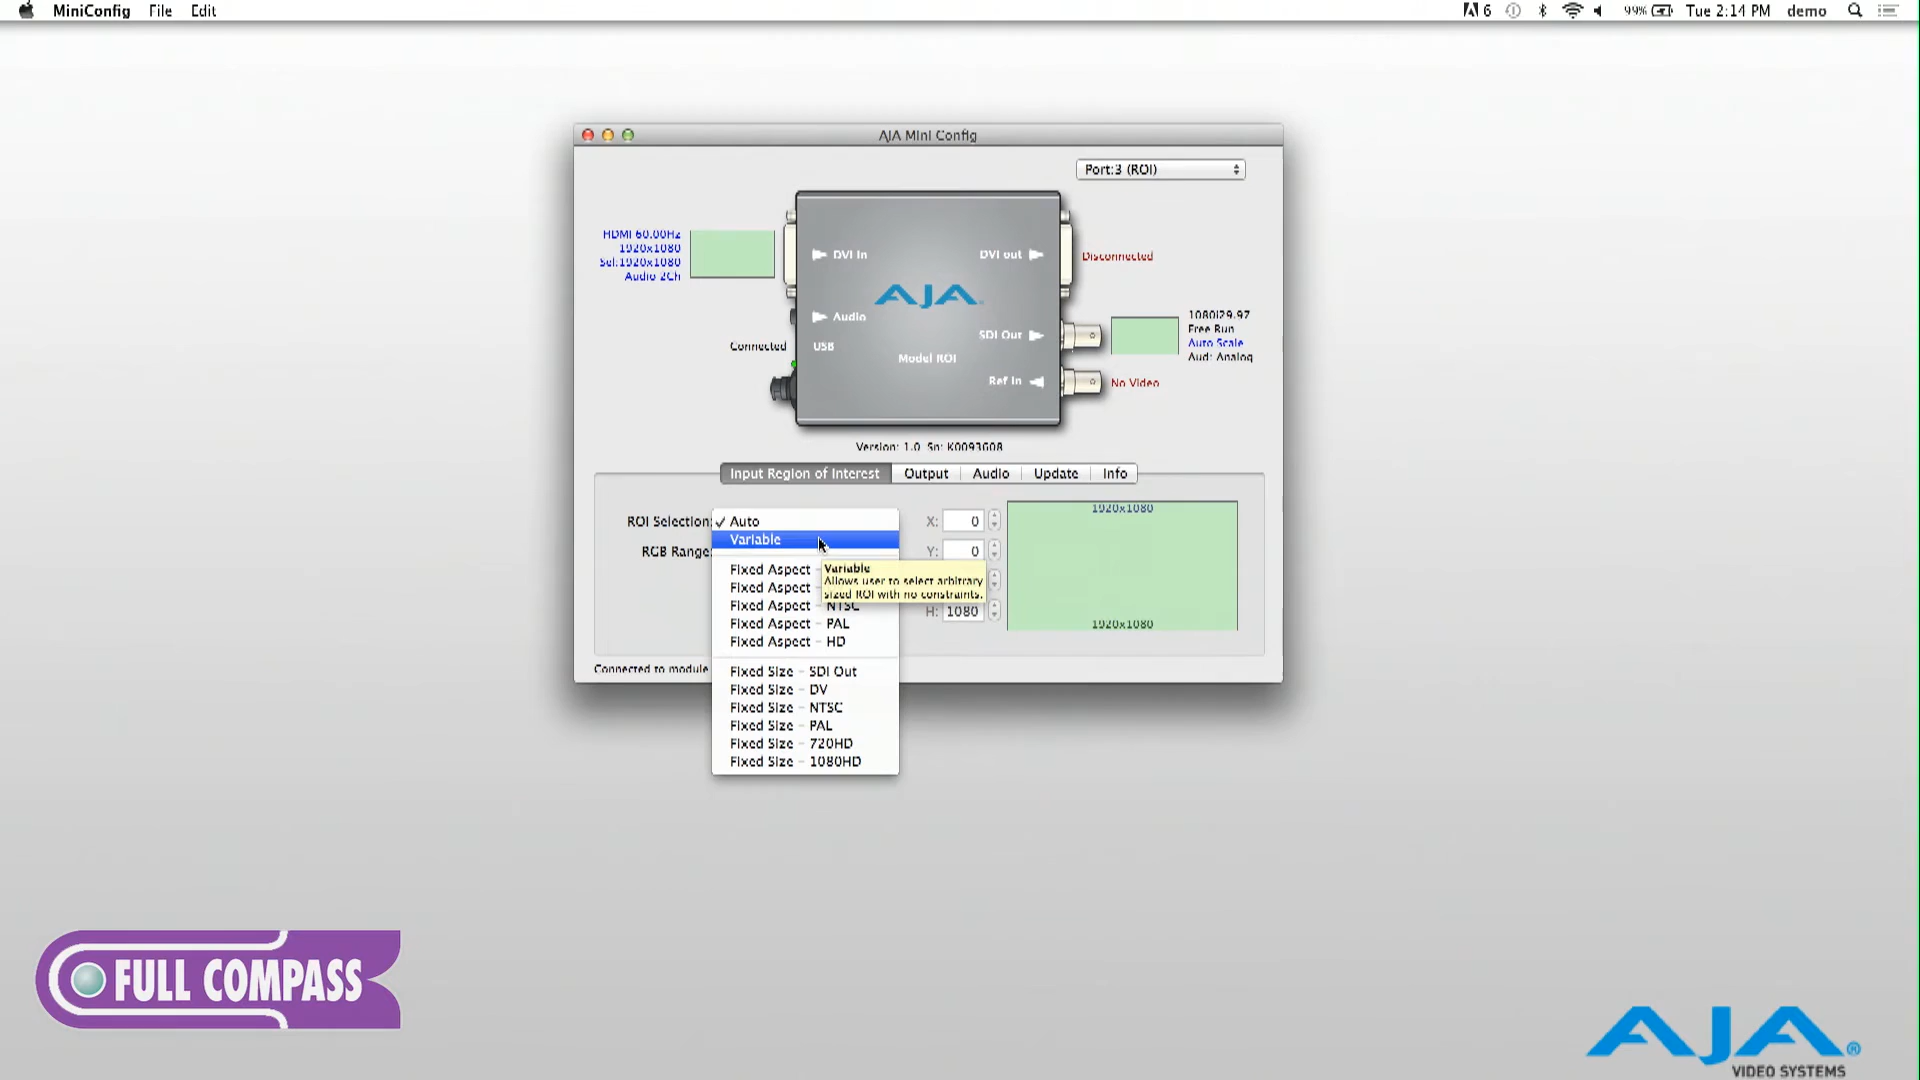 MiniConfig File Edit
6 99% Tue 2:14 PM demo
AJA Mini Config
Port:3 (ROI)
HDMI 60.00Hz
1920x1080
Sel:1920x1080
Audio 2Ch
DVI In
DVI out
Disconnected
AJA
Audio
SDI Out
1080i29.97
Free Run
Auto Scale
Aud: Analog
Connected
USB
Model ROI
Ref In
No Video
Version: 1.0 Sn: K0093608
Input Region of Interest Output Audio Update Info
ROI Selection:
✓ Auto
X: 0
1920x1080
Variable
RGB Range:
Y: 0
Fixed Aspect -
Variable
Allows user to select arbitrary
sized ROI with no constraints.
Fixed Aspect -
Fixed Aspect - NTSC
H: 1080
Fixed Aspect - PAL
1920x1080
Fixed Aspect - HD
Connected to module
Fixed Size - SDI Out
Fixed Size - DV
Fixed Size - NTSC
Fixed Size - PAL
Fixed Size - 720HD
Fixed Size - 1080HD
FULL COMPASS
AJA®
VIDEO SYSTEMS